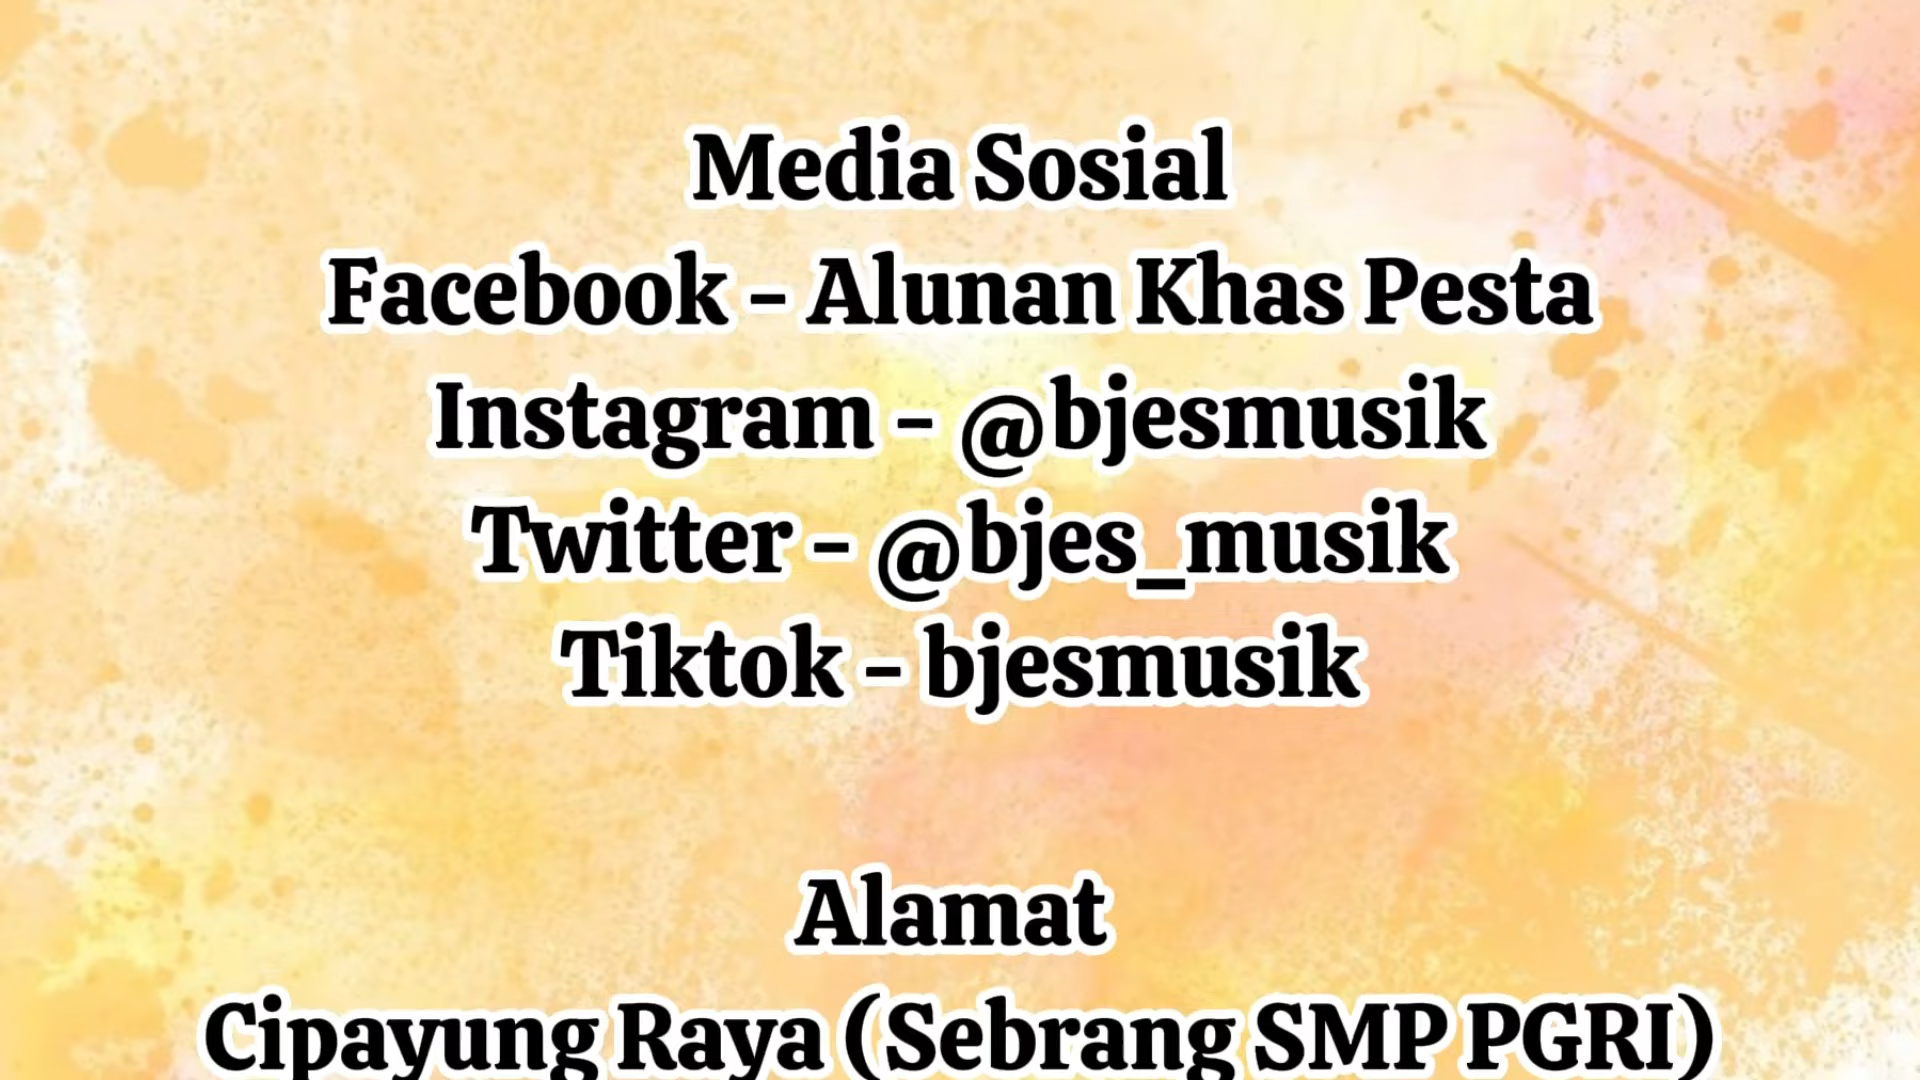 Media Sosial
Facebook - Alunan Khas Pesta
Instagram - @bjesmusik
Twitter - @bjes_musik
Tiktok - bjesmusik
Alamat
Cipayung Raya (Sebrang SMP PGRI)